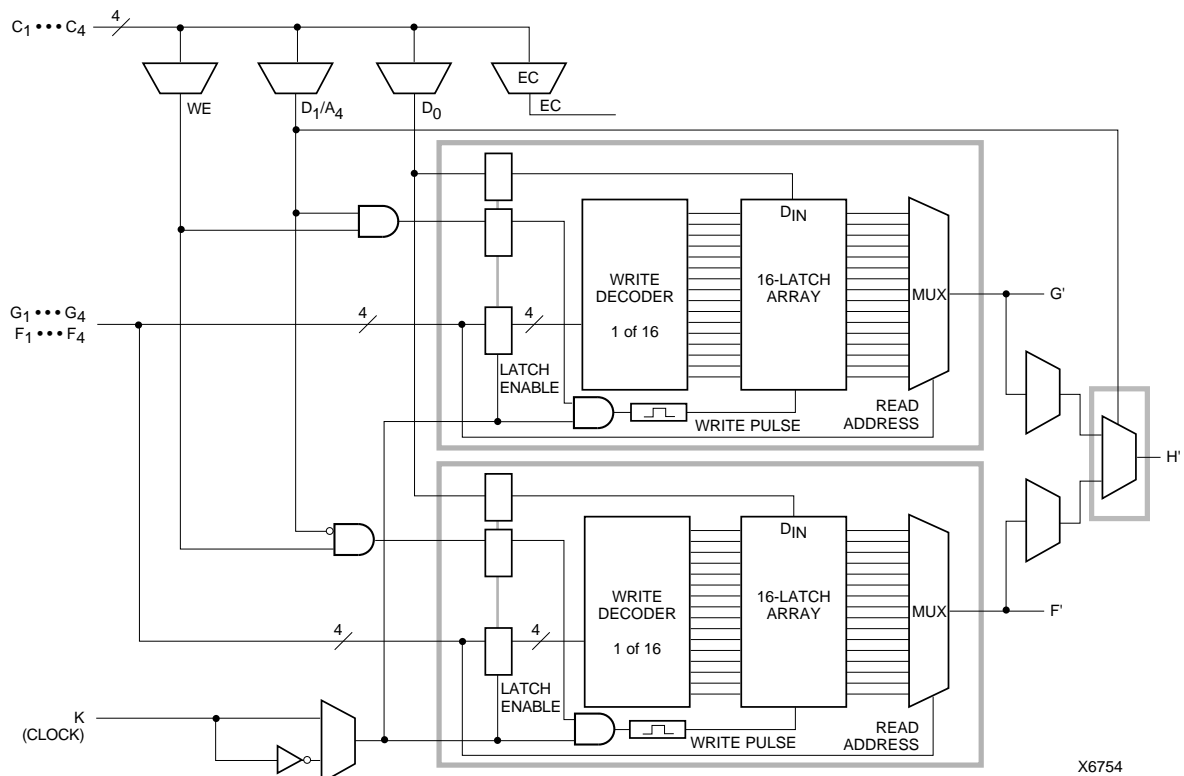 C1 ••• C4
4
WE
D1/A4
D0
EC
EC
DIN
WRITE
DECODER
1 of 16
16-LATCH
ARRAY
MUX
G'
G1 ••• G4
F1 ••• F4
4
4
LATCH
ENABLE
WRITE PULSE
READ
ADDRESS
H'
DIN
WRITE
DECODER
1 of 16
16-LATCH
ARRAY
MUX
F'
4
4
LATCH
ENABLE
WRITE PULSE
READ
ADDRESS
K
(CLOCK)
X6754